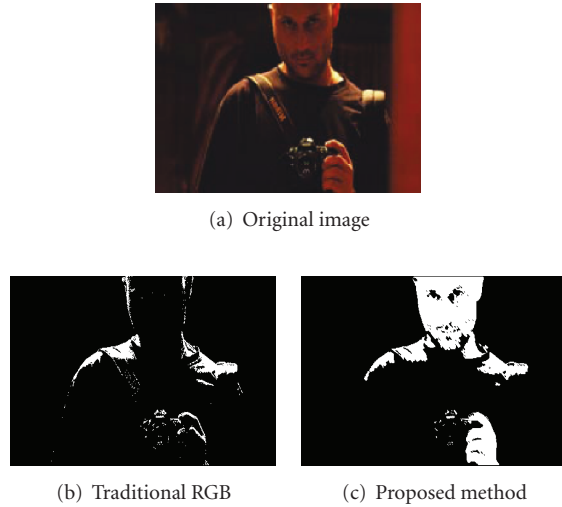 (a) Original image
(b) Traditional RGB
(c) Proposed method